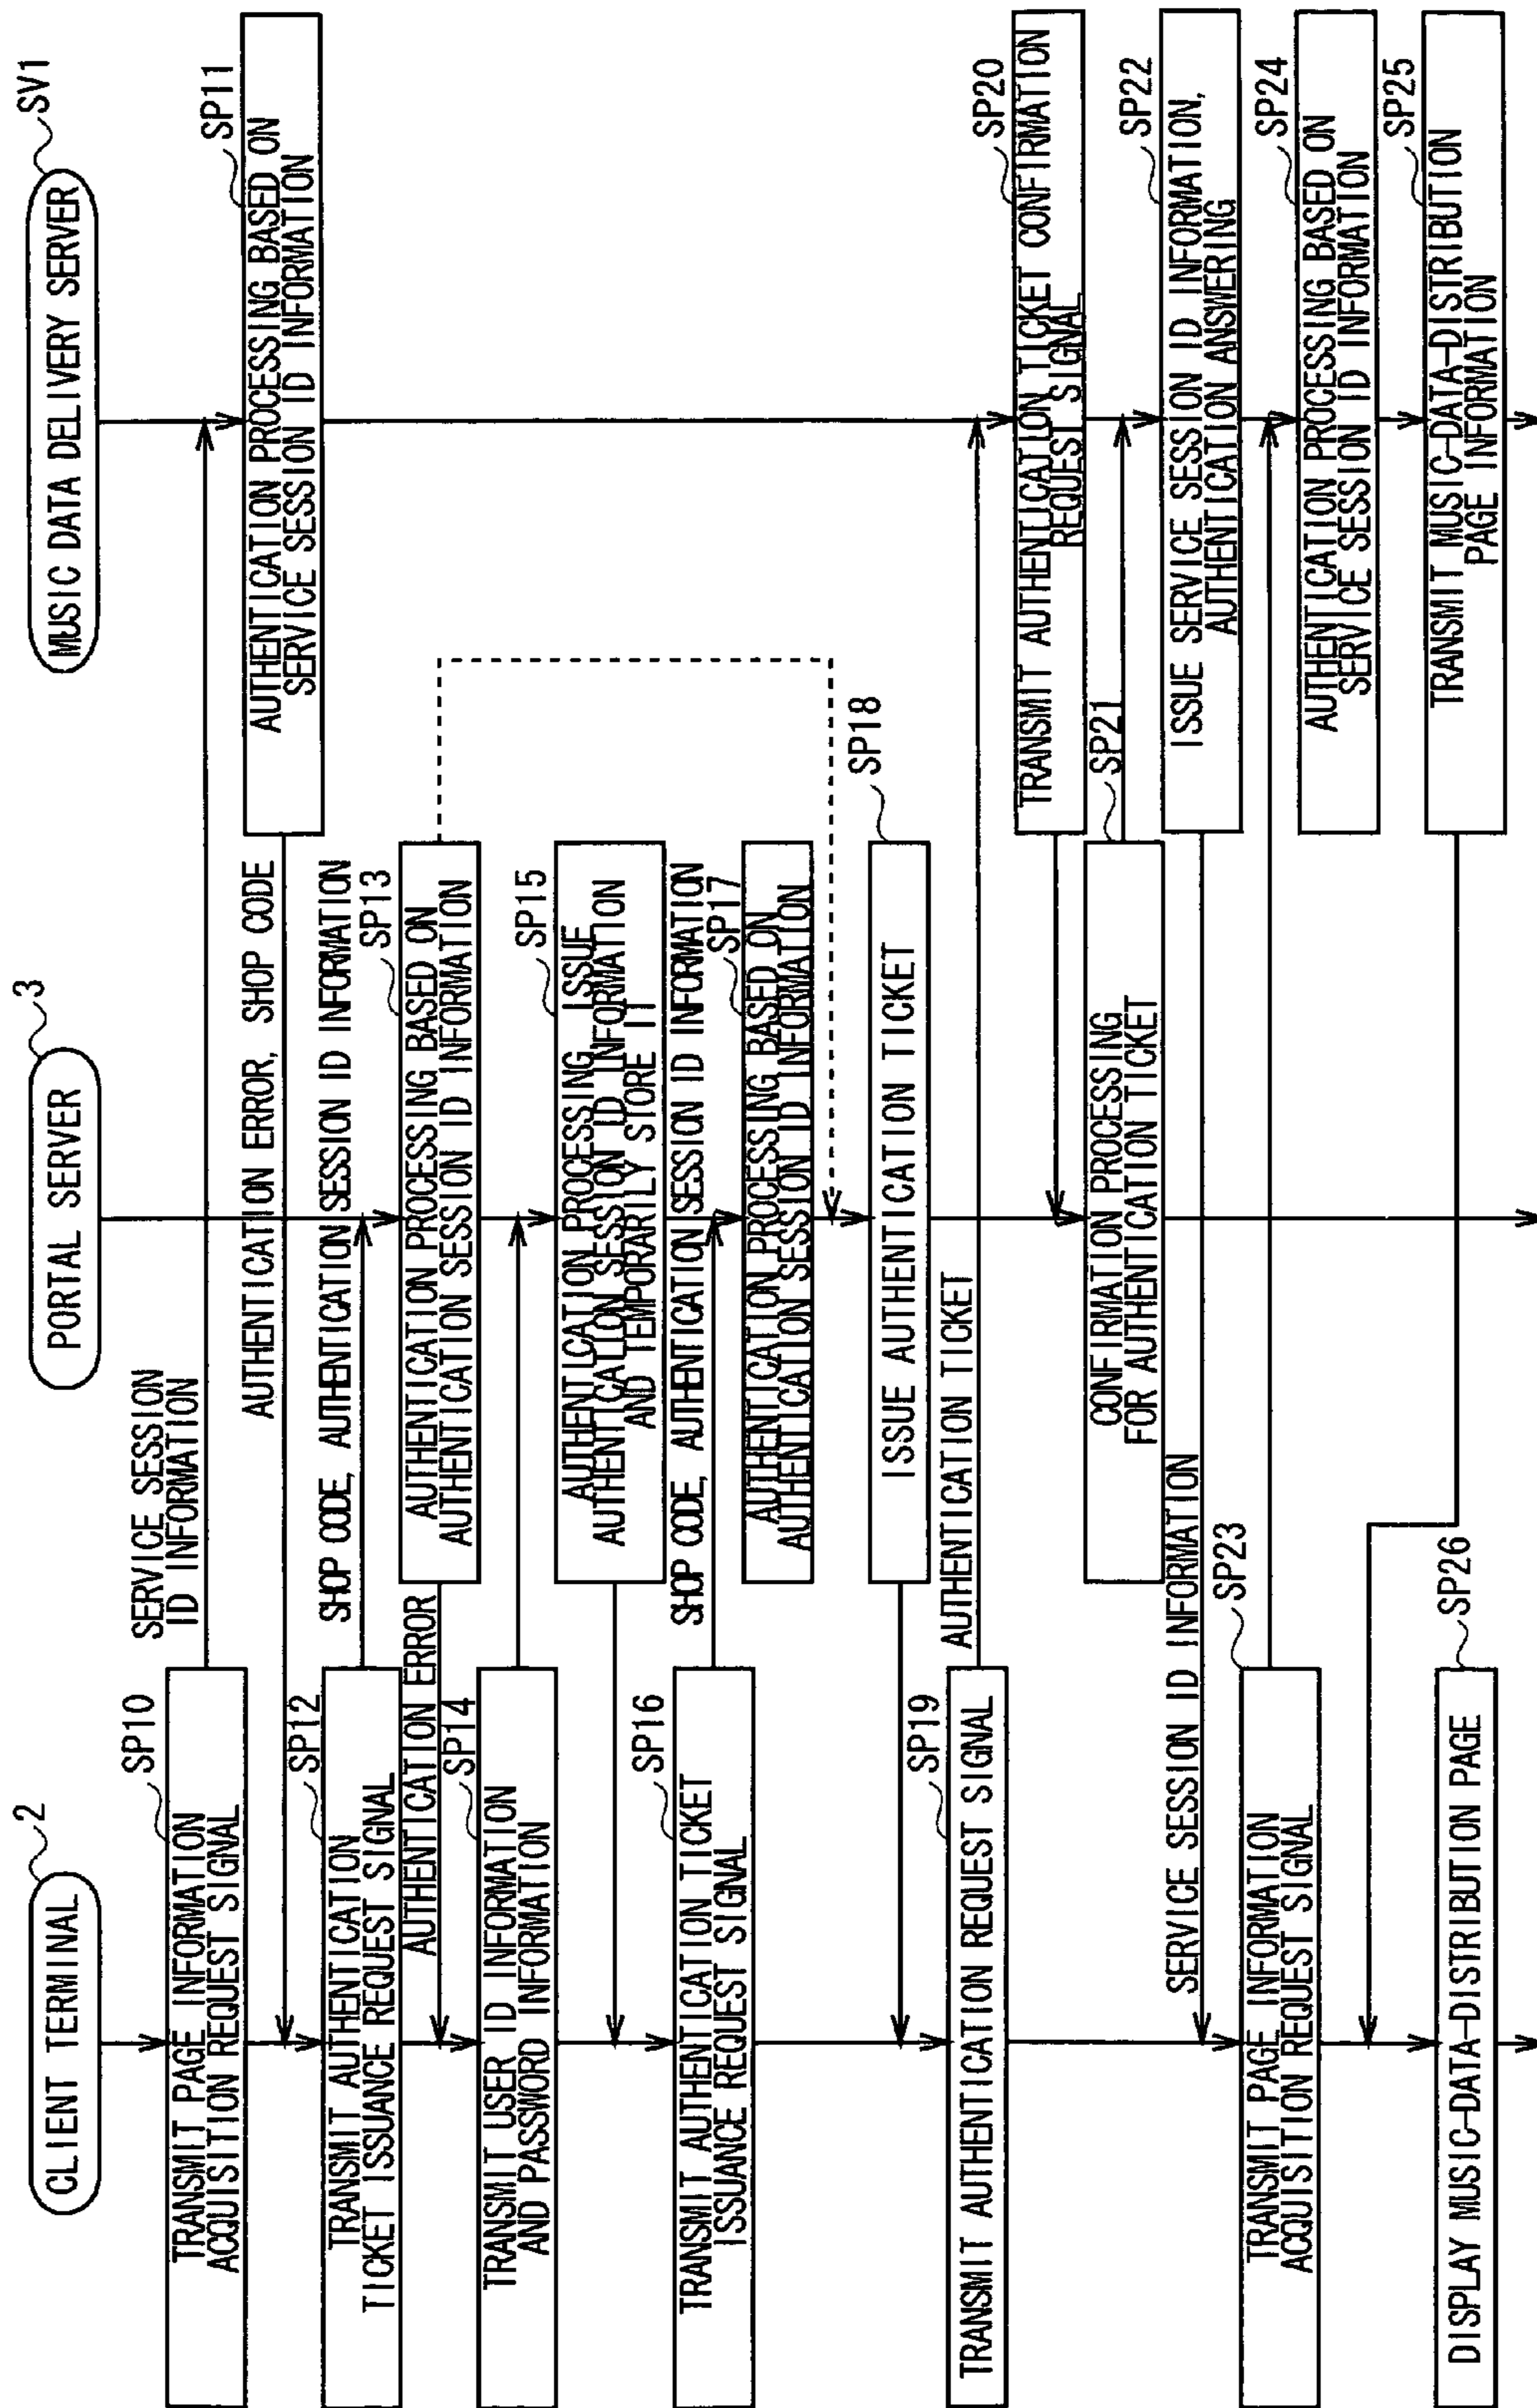 CLIENT TERMINAL
2
PORTAL SERVER
3
MUSIC DATA DELIVERY SERVER
SV1
SP10
TRANSMIT PAGE INFORMATION
ACQUISITION REQUEST SIGNAL
SERVICE SESSION
ID INFORMATION
SP11
AUTHENTICATION PROCESSING BASED ON
SERVICE SESSION ID INFORMATION
AUTHENTICATION ERROR, SHOP CODE
SP12
TRANSMIT AUTHENTICATION
TICKET ISSUANCE REQUEST SIGNAL
SHOP CODE, AUTHENTICATION SESSION ID INFORMATION
SP13
AUTHENTICATION PROCESSING BASED ON
AUTHENTICATION SESSION ID INFORMATION
AUTHENTICATION ERROR
SP14
TRANSMIT USER ID INFORMATION
AND PASSWORD INFORMATION
SP15
AUTHENTICATION PROCESSING ISSUE
AUTHENTICATION SESSION ID INFORMATION
AND TEMPORARILY STORE IT
SP16
TRANSMIT AUTHENTICATION TICKET
ISSUANCE REQUEST SIGNAL
SHOP CODE, AUTHENTICATION SESSION ID INFORMATION
SP17
AUTHENTICATION PROCESSING BASED ON
AUTHENTICATION SESSION ID INFORMATION
SP18
ISSUE AUTHENTICATION TICKET
SP19
TRANSMIT AUTHENTICATION REQUEST SIGNAL
AUTHENTICATION TICKET
SP20
TRANSMIT AUTHENTICATION TICKET CONFIRMATION
REQUEST SIGNAL
SP21
CONFIRMATION PROCESSING
FOR AUTHENTICATION TICKET
SP22
ISSUE SERVICE SESSION ID INFORMATION,
AUTHENTICATION ANSWERING
SERVICE SESSION ID INFORMATION
SP23
TRANSMIT PAGE INFORMATION
ACQUISITION REQUEST SIGNAL
SP24
AUTHENTICATION PROCESSING BASED ON
SERVICE SESSION ID INFORMATION
SP25
TRANSMIT MUSIC-DATA-DISTRIBUTION
PAGE INFORMATION
SP26
DISPLAY MUSIC-DATA-DISTRIBUTION PAGE